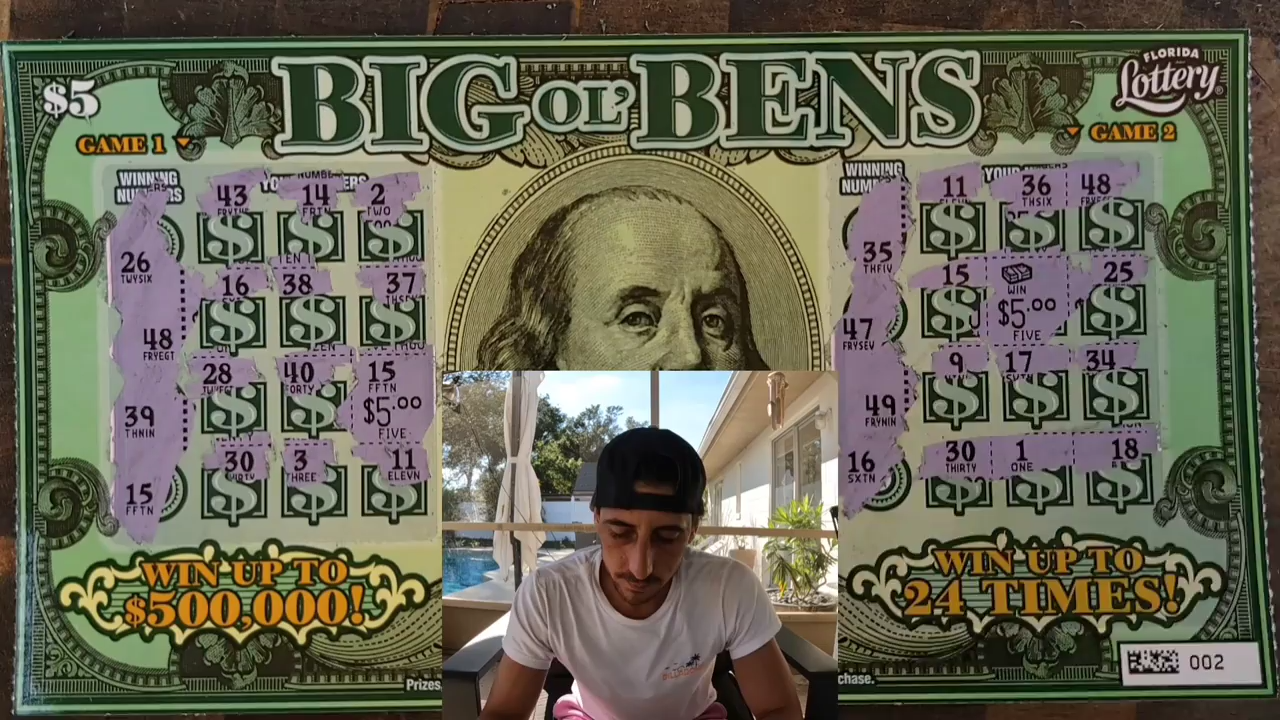 $5
BIG OL' BENS
FLORIDA
Lottery®
GAME 1
GAME 2
WINNING
NUMBERS
43
14
2
TWO
26
TWYSIX
16
38
37
48
FRYEGT
28
40
FORTY
15
FFTN
$5.00
FIVE
39
THNIN
30
3
THREE
11
ELEVN
15
FFTN
WIN UP TO
$500,000!
WINNING
11
36
THSIX
48
35
THFIV
15
WIN
$5.00
FIVE
25
47
FRYSEV
9
17
34
49
FRYNIN
16
SXTN
30
THIRTY
1
ONE
18
WIN UP TO
24 TIMES!
002
Prizes,
chase.